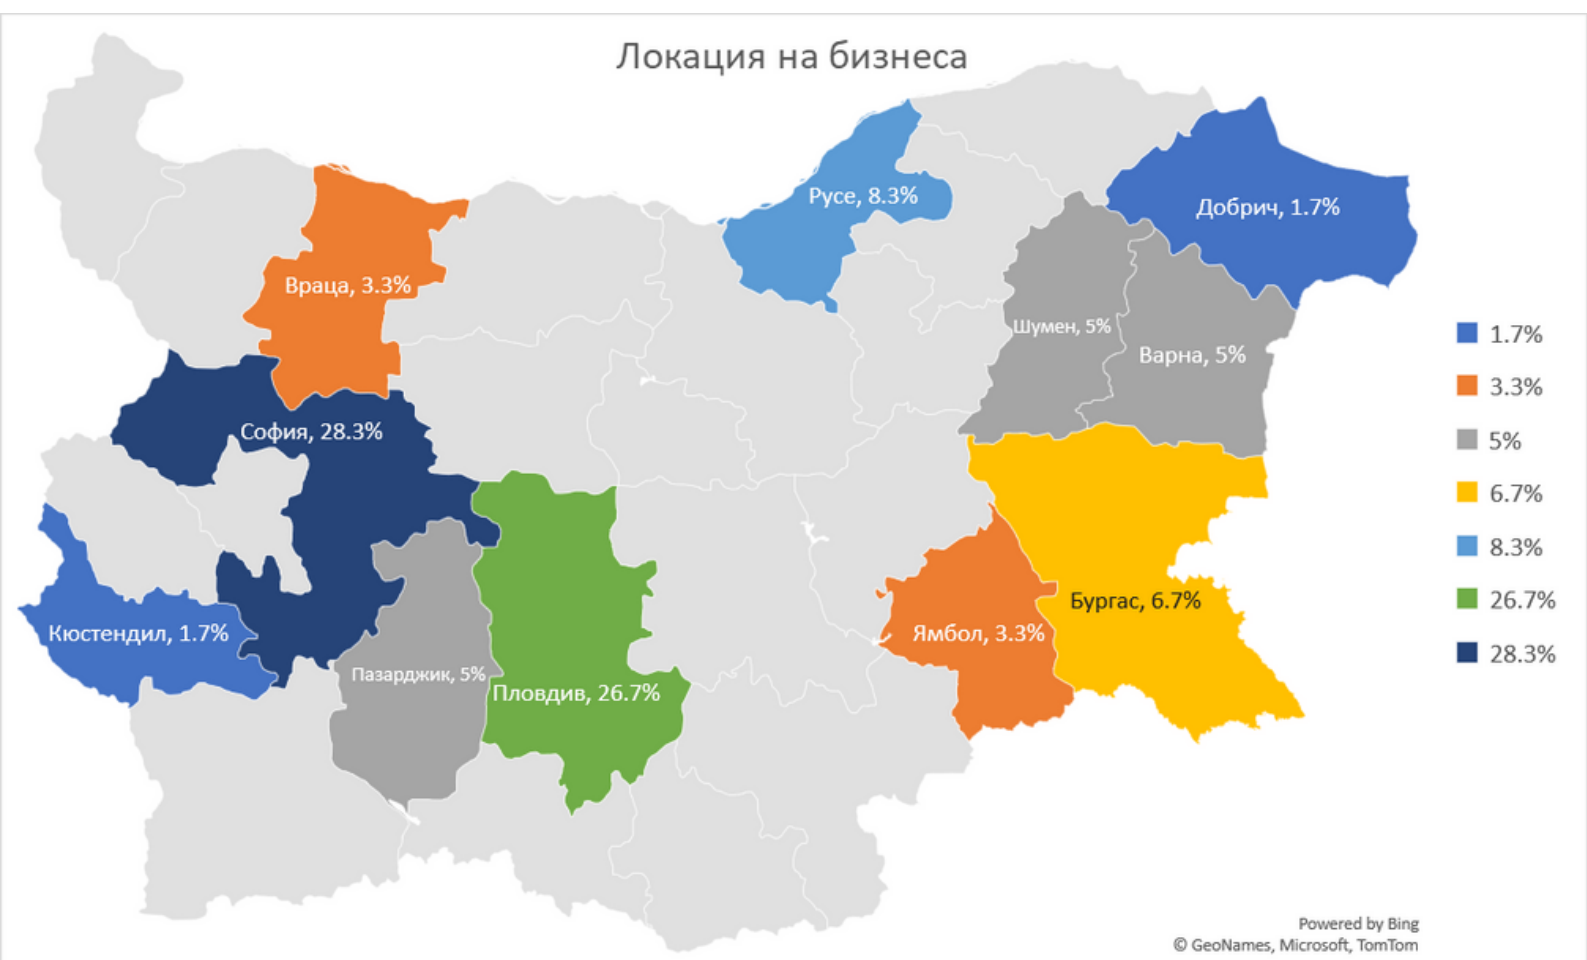 Локация на бизнеса
Русе, 8.3%
Добрич, 1.7%
Враца, 3.3%
Шумен, 5%
Варна, 5%
София, 28.3%
Бургас, 6.7%
Кюстендил, 1.7%
Ямбол, 3.3%
Пазарджик, 5%
Пловдив, 26.7%
1.7%
3.3%
5%
6.7%
8.3%
26.7%
28.3%
Powered by Bing
© GeoNames, Microsoft, TomTom